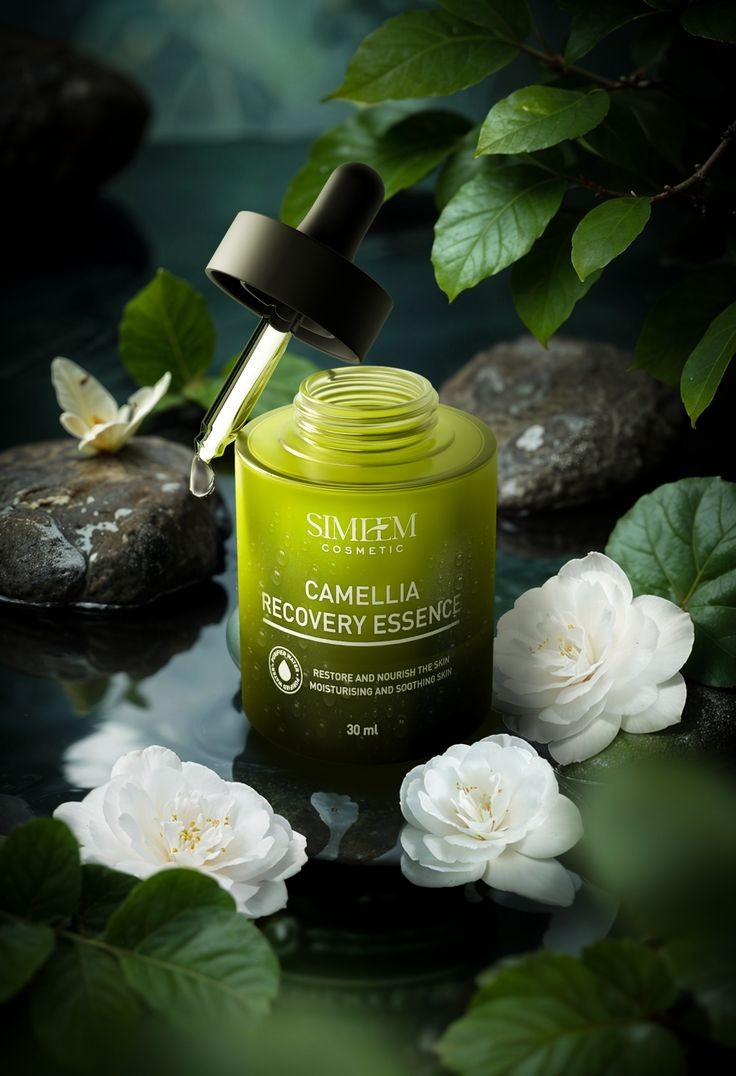 SIMEEM
COSMETIC
CAMELLIA
RECOVERY ESSENCE
RESTORE AND NOURISH THE SKIN
MOISTURISING AND SOOTHING SKIN
30 ml